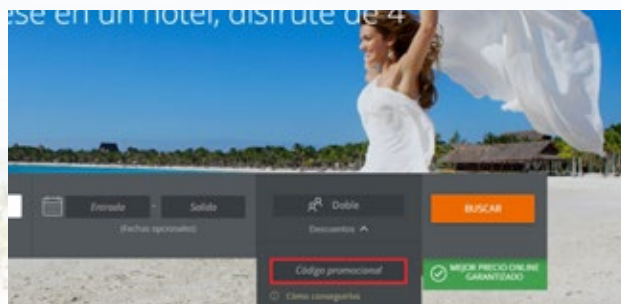 ese en un hotel, disfrute de 4
Entrada - Salida
(Fechas opcionales)
Doble
Descuentos
BUSCAR
Código promocional
Cómo conseguirlos
MEJOR PRECIO ONLINE
GARANTIZADO